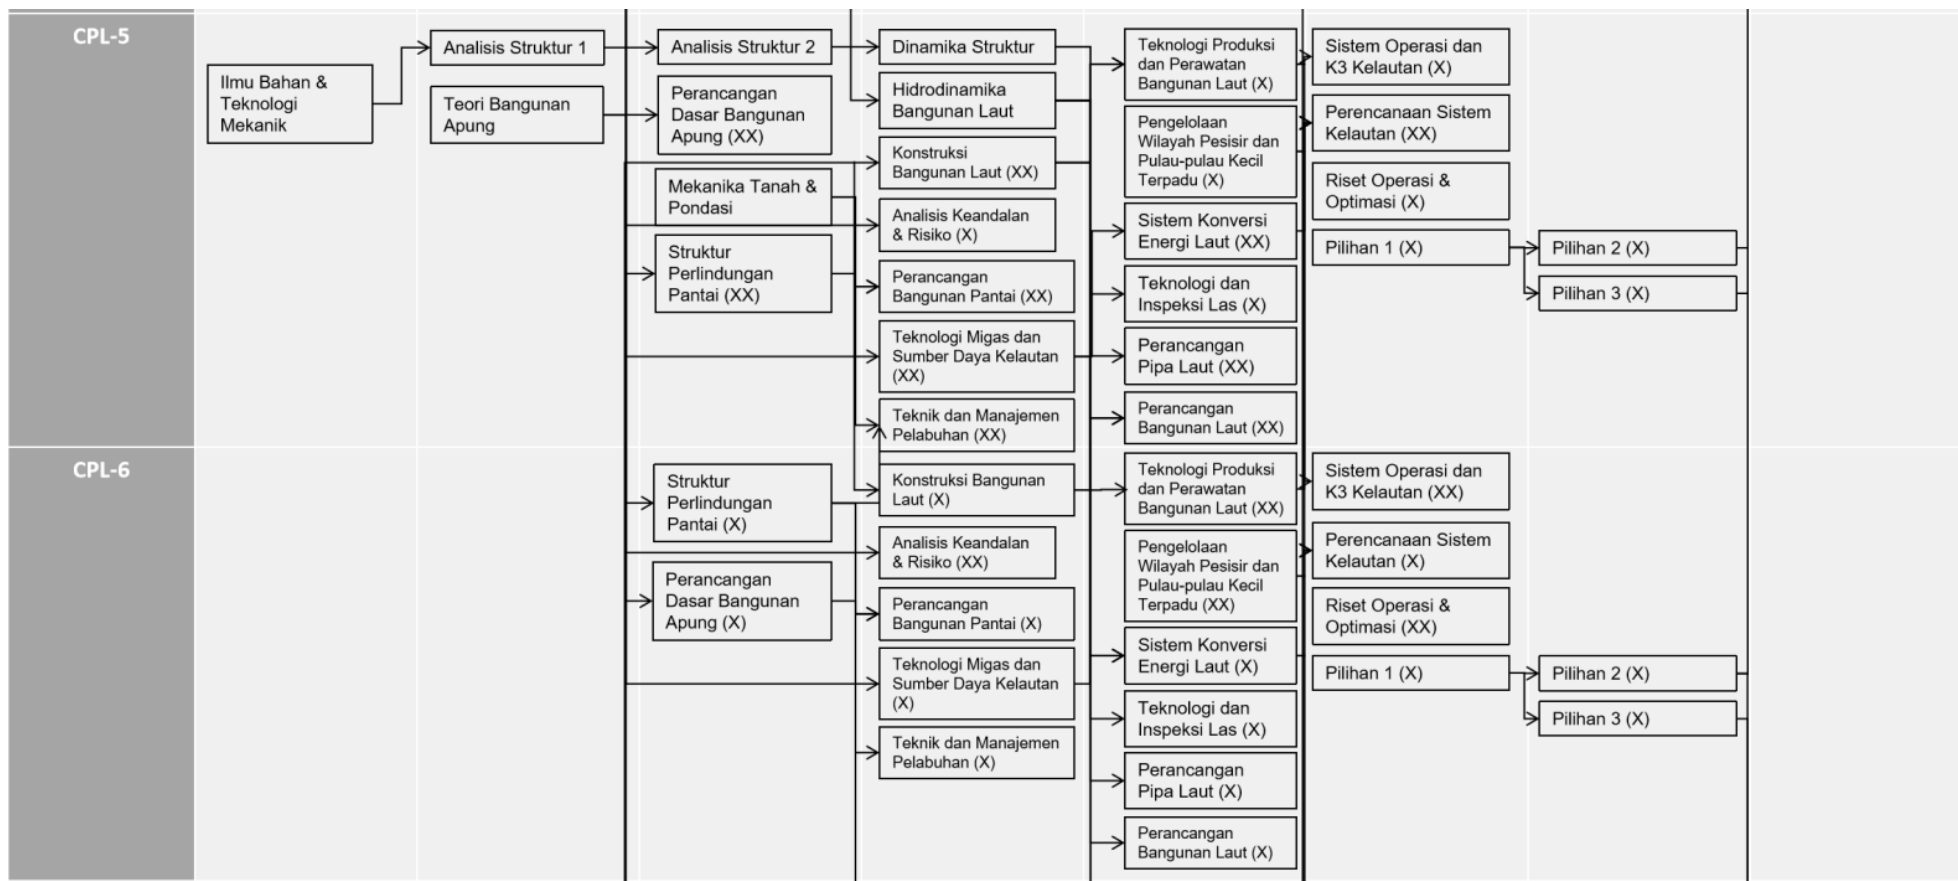 CPL-5
Ilmu Bahan &
Teknologi
Mekanik
Analisis Struktur 1
Teori Bangunan
Apung
Analisis Struktur 2
Perancangan
Dasar Bangunan
Apung (XX)
Mekanika Tanah &
Pondasi
Struktur
Perlindungan
Pantai (XX)
Dinamika Struktur
Hidrodinamika
Bangunan Laut
Konstruksi
Bangunan Laut (XX)
Analisis Keandalan
& Risiko (X)
Perancangan
Bangunan Pantai (XX)
Teknologi Migas dan
Sumber Daya Kelautan
(XX)
Teknik dan Manajemen
Pelabuhan (XX)
Teknologi Produksi
dan Perawatan
Bangunan Laut (X)
Pengelolaan
Wilayah Pesisir dan
Pulau-pulau Kecil
Terpadu (X)
Sistem Konversi
Energi Laut (XX)
Teknologi dan
Inspeksi Las (X)
Perancangan
Pipa Laut (XX)
Perancangan
Bangunan Laut (XX)
Sistem Operasi dan
K3 Kelautan (X)
Perencanaan Sistem
Kelautan (XX)
Riset Operasi &
Optimasi (X)
Pilihan 1 (X)
Pilihan 2 (X)
Pilihan 3 (X)
CPL-6
Struktur
Perlindungan
Pantai (X)
Perancangan
Dasar Bangunan
Apung (X)
Konstruksi Bangunan
Laut (X)
Analisis Keandalan
& Risiko (XX)
Perancangan
Bangunan Pantai (X)
Teknologi Migas dan
Sumber Daya Kelautan
(X)
Teknik dan Manajemen
Pelabuhan (X)
Teknologi Produksi
dan Perawatan
Bangunan Laut (XX)
Pengelolaan
Wilayah Pesisir dan
Pulau-pulau Kecil
Terpadu (XX)
Sistem Konversi
Energi Laut (X)
Teknologi dan
Inspeksi Las (X)
Perancangan
Pipa Laut (X)
Perancangan
Bangunan Laut (X)
Sistem Operasi dan
K3 Kelautan (XX)
Perencanaan Sistem
Kelautan (X)
Riset Operasi &
Optimasi (XX)
Pilihan 1 (X)
Pilihan 2 (X)
Pilihan 3 (X)